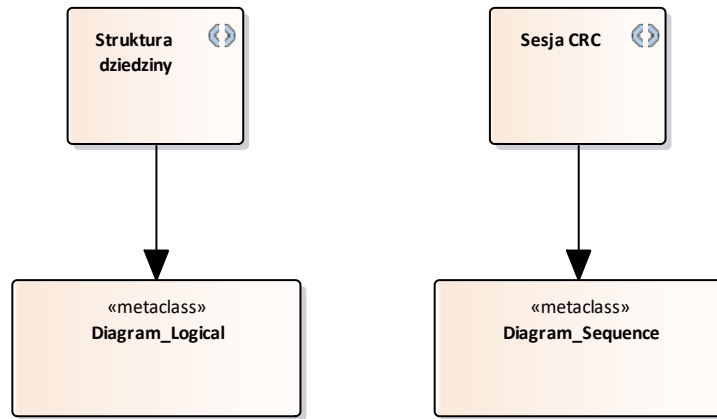 Struktura
dziedziny
Sesja CRC
«metaclass»
Diagram_Logical
«metaclass»
Diagram_Sequence